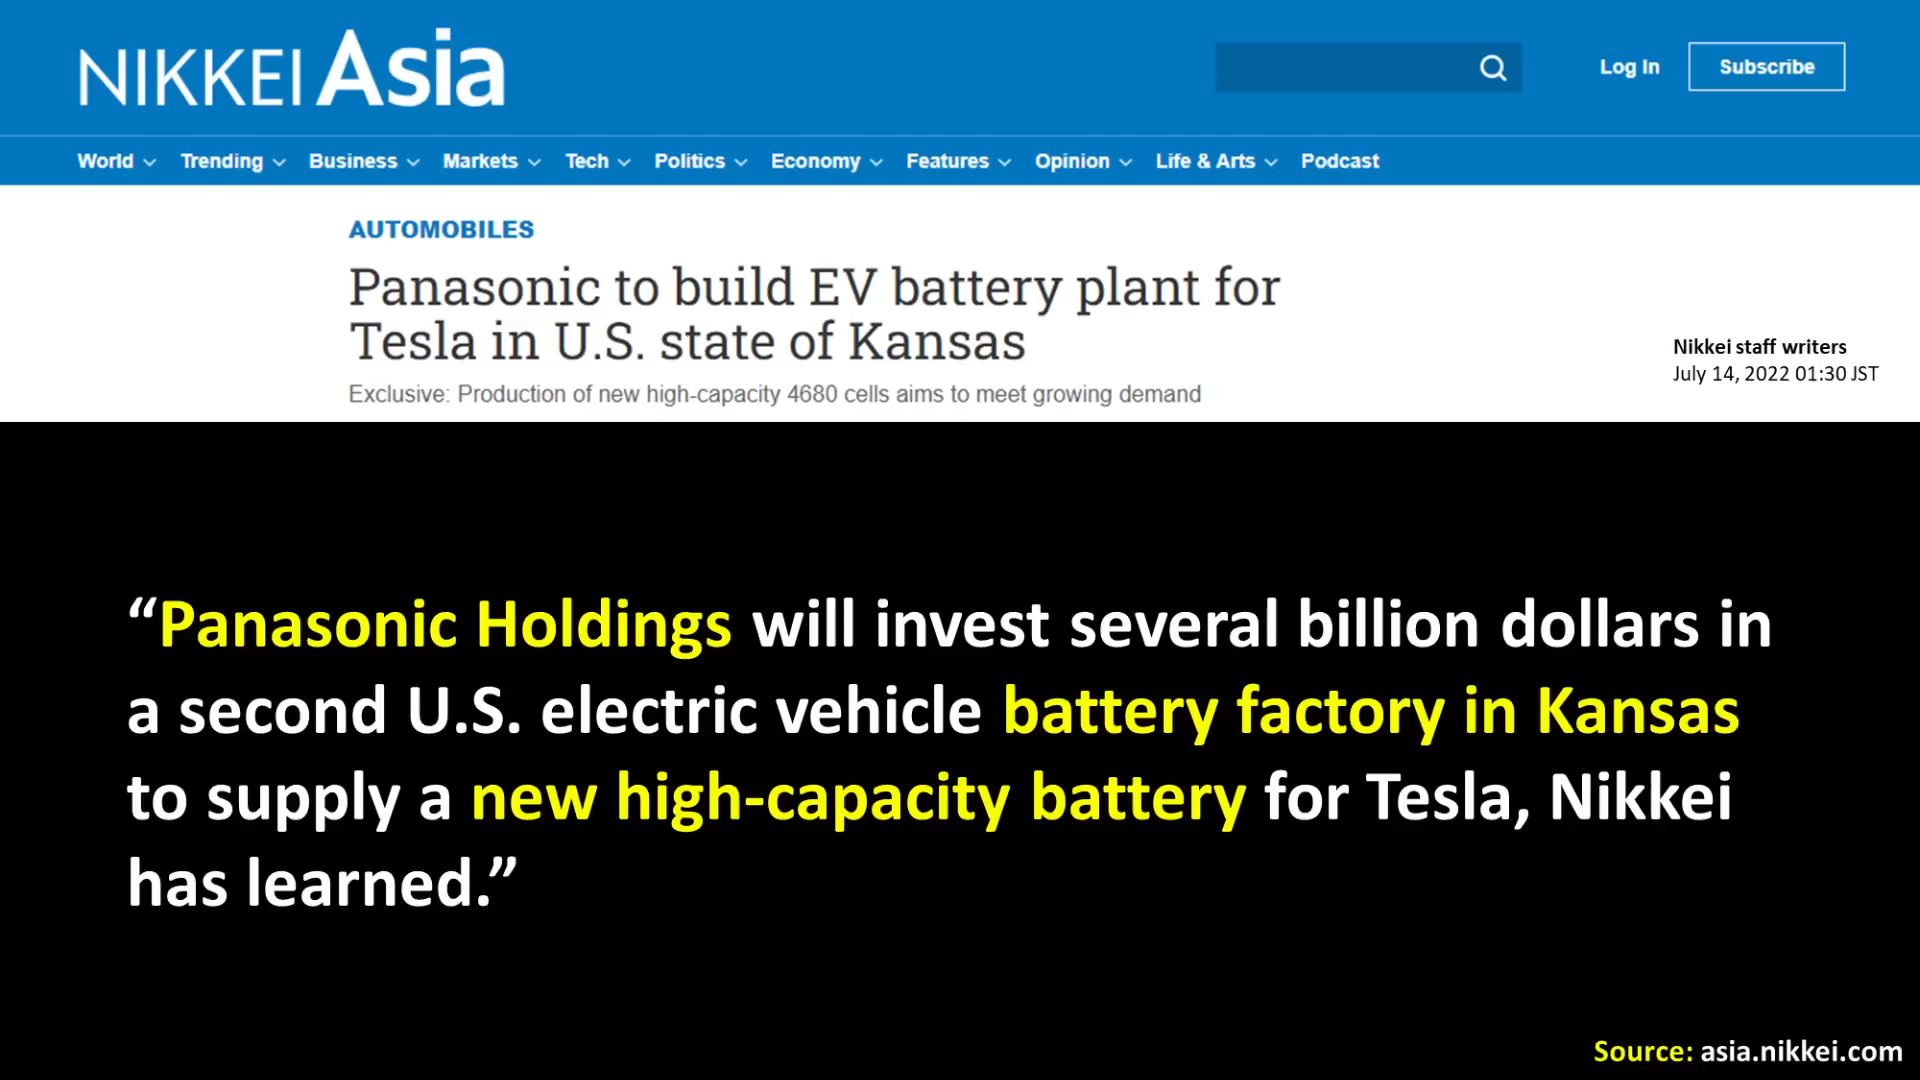 NIKKEI Asia
Log In
Subscribe
World Trending Business Markets Tech Politics Economy Features Opinion Life & Arts Podcast
AUTOMOBILES
Panasonic to build EV battery plant for
Tesla in U.S. state of Kansas
Exclusive: Production of new high-capacity 4680 cells aims to meet growing demand
Nikkei staff writers
July 14, 2022 01:30 JST
“Panasonic Holdings will invest several billion dollars in
a second U.S. electric vehicle battery factory in Kansas
to supply a new high-capacity battery for Tesla, Nikkei
has learned.”
Source: asia.nikkei.com